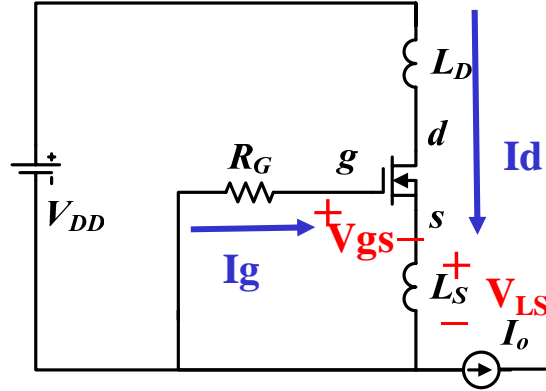 L_D
d
Id
R_G
g
+
-
V_DD
+
Vgs
-
s
Ig
+
L_S
V_LS
-
I_o